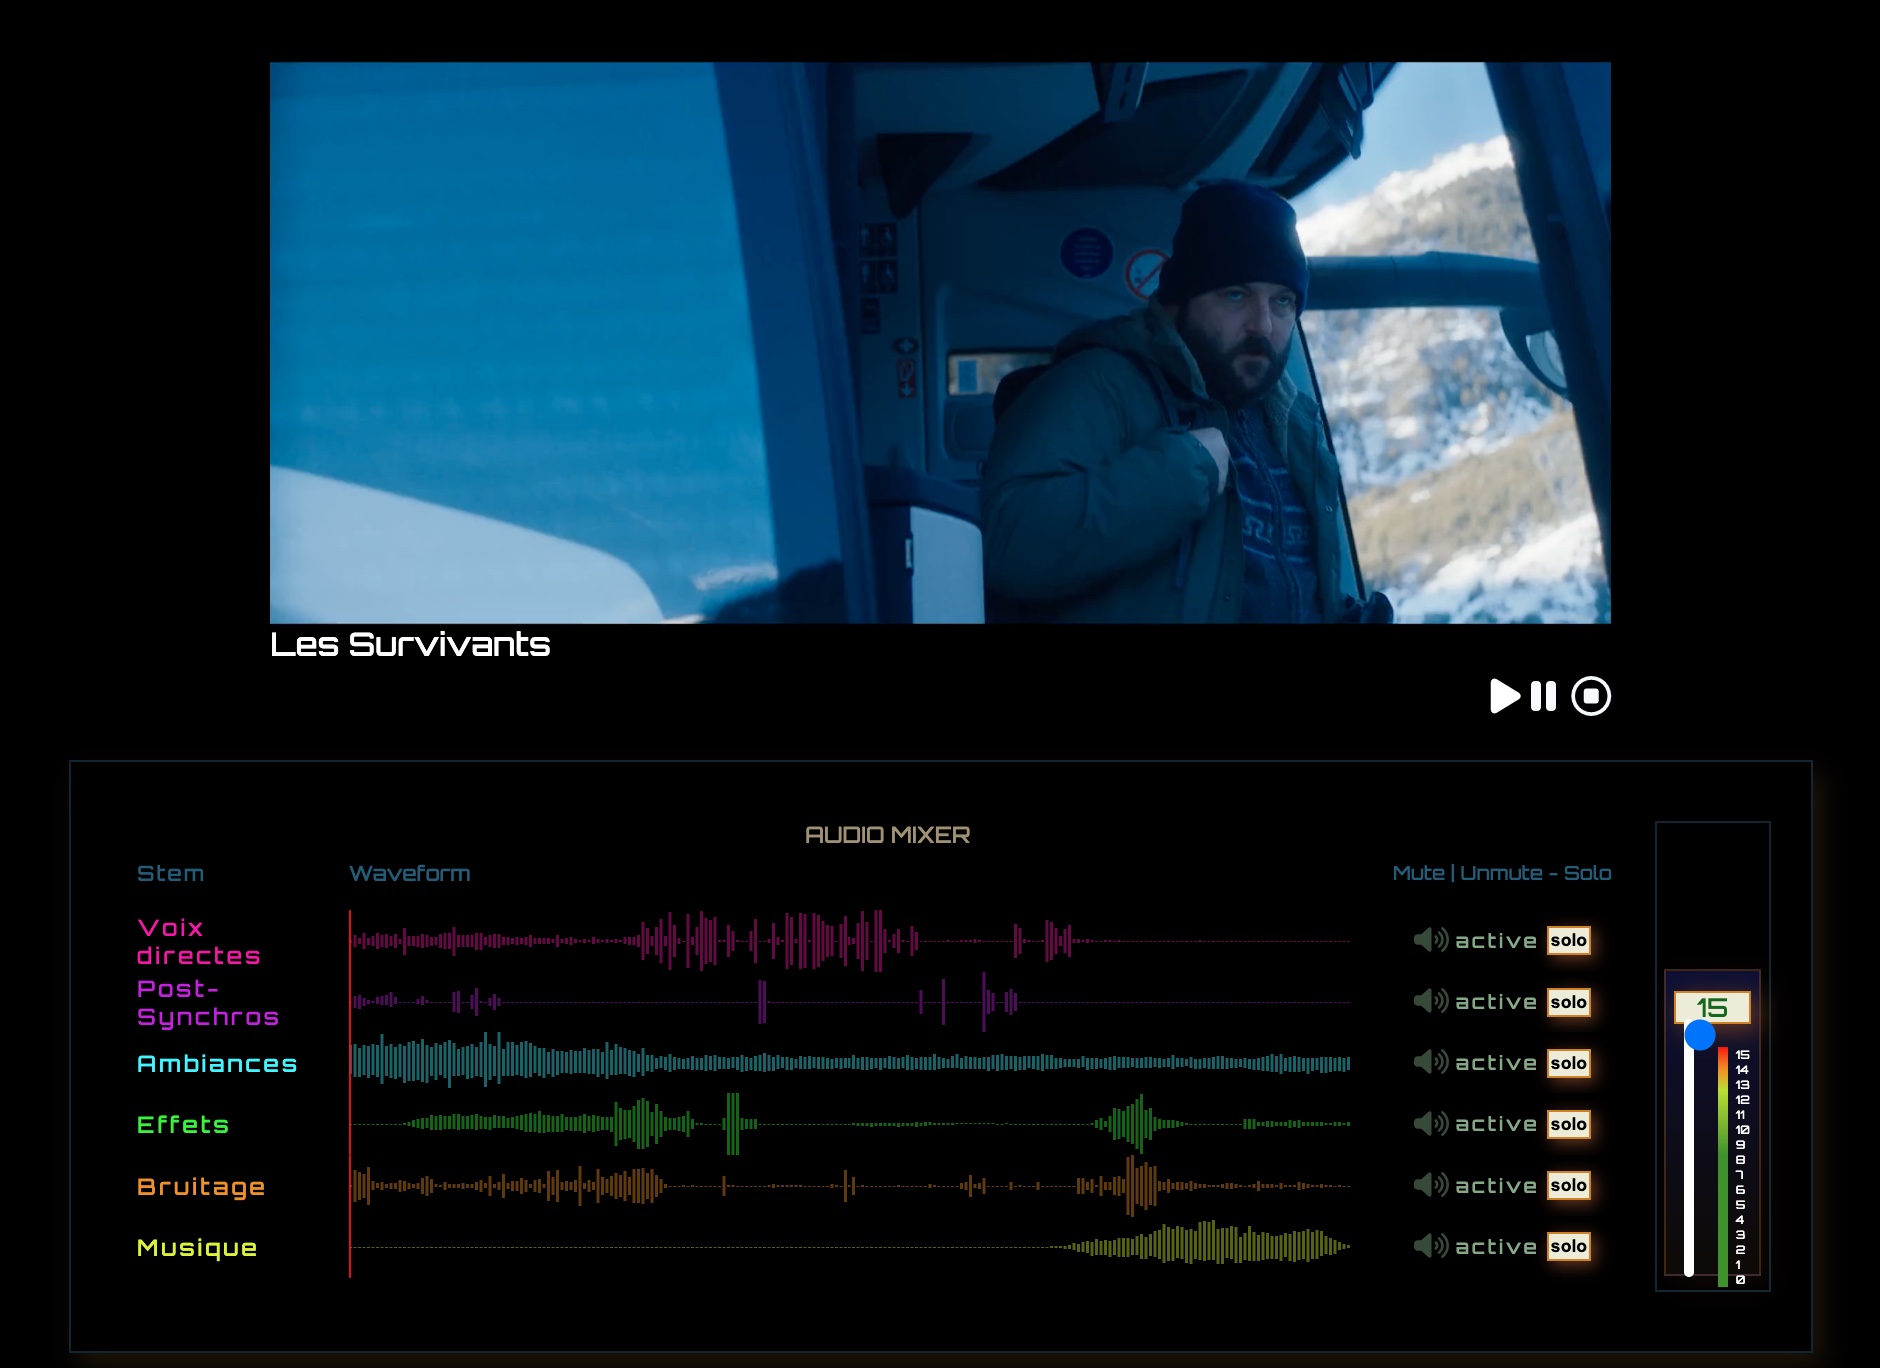 Les Survivants
AUDIO MIXER
Stem
Waveform
Mute | Unmute - Solo
Voix
directes
active
solo
Post-
Synchros
active
solo
Ambiances
active
solo
Effets
active
solo
Bruitage
active
solo
Musique
active
solo
15
15
14
13
12
11
10
9
8
7
6
5
4
3
2
1
0